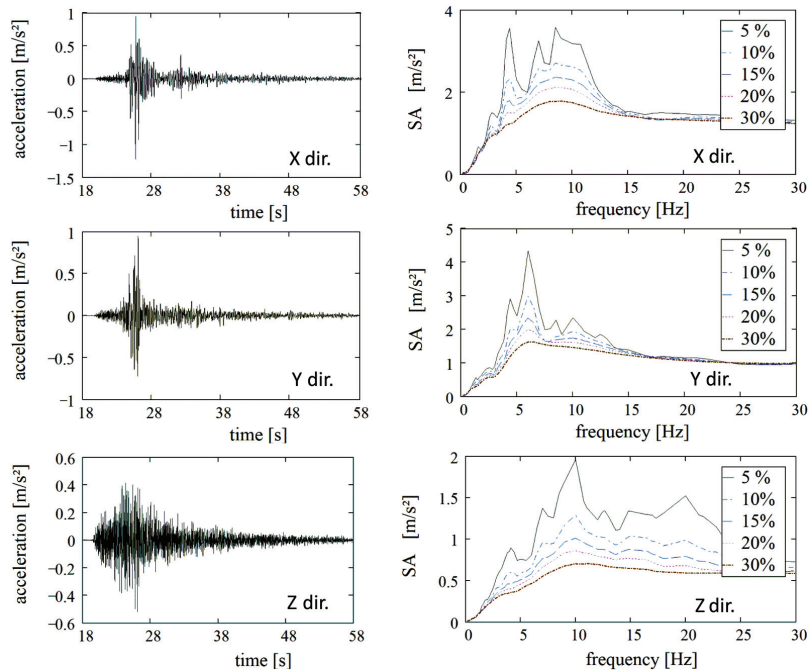 acceleration [m/s²]
1
0.5
0
−0.5
−1
−1.5
18 28 38 48 58
time [s]
X dir.
SA [m/s²]
4
2
0
0 5 10 15 20 25 30
frequency [Hz]
5 %
10%
15%
20%
30%
X dir.
acceleration [m/s²]
1
0.5
0
−0.5
−1
18 28 38 48 58
time [s]
Y dir.
SA [m/s²]
5
4
3
2
1
0
0 5 10 15 20 25 30
frequency [Hz]
5 %
10%
15%
20%
30%
Y dir.
acceleration [m/s²]
0.6
0.4
0.2
0
−0.2
−0.4
−0.6
18 28 38 48 58
time [s]
Z dir.
SA [m/s²]
2
1.5
1
0.5
0
0 5 10 15 20 25 30
frequency [Hz]
5 %
10%
15%
20%
30%
Z dir.